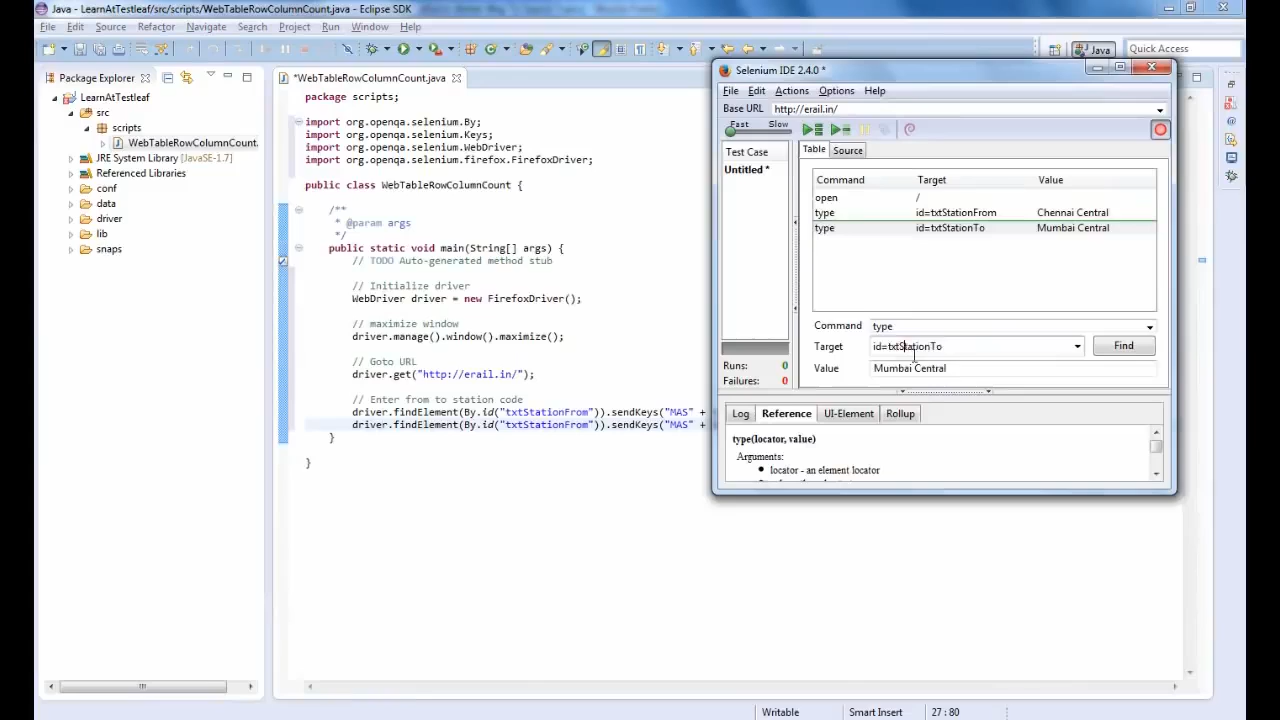 Java - LearnAtTestleaf/src/scripts/WebTableRowColumnCount.java - Eclipse SDK
File Edit Source Refactor Navigate Search Project Run Window Help
Java
Quick Access
Package Explorer
LearnAtTestleaf
src
scripts
WebTableRowColumnCount.
JRE System Library [JavaSE-1.7]
Referenced Libraries
conf
data
driver
lib
snaps
*WebTableRowColumnCount.java
package scripts;
import org.openqa.selenium.By;
import org.openqa.selenium.Keys;
import org.openqa.selenium.WebDriver;
import org.openqa.selenium.firefox.FirefoxDriver;
public class WebTableRowColumnCount {
/**
* @param args
*/
public static void main(String[] args) {
// TODO Auto-generated method stub
// Initialize driver
WebDriver driver = new FirefoxDriver();
// maximize window
driver.manage().window().maximize();
// Goto URL
driver.get("http://erail.in/");
// Enter from to station code
driver.findElement(By.id("txtStationFrom")).sendKeys("MAS" +
driver.findElement(By.id("txtStationFrom")).sendKeys("MAS" +
}
}
Selenium IDE 2.4.0 *
File Edit Actions Options Help
Base URL http://erail.in/
Fast Slow
Test Case
Untitled *
Table Source
Command Target Value
open /
type id=txtStationFrom Chennai Central
type id=txtStationTo Mumbai Central
Command type
Target id=txtStationTo Find
Value Mumbai Central
Runs: 0
Failures: 0
Log Reference UI-Element Rollup
type(locator, value)
Arguments:
locator - an element locator
Writable Smart Insert 27 : 80